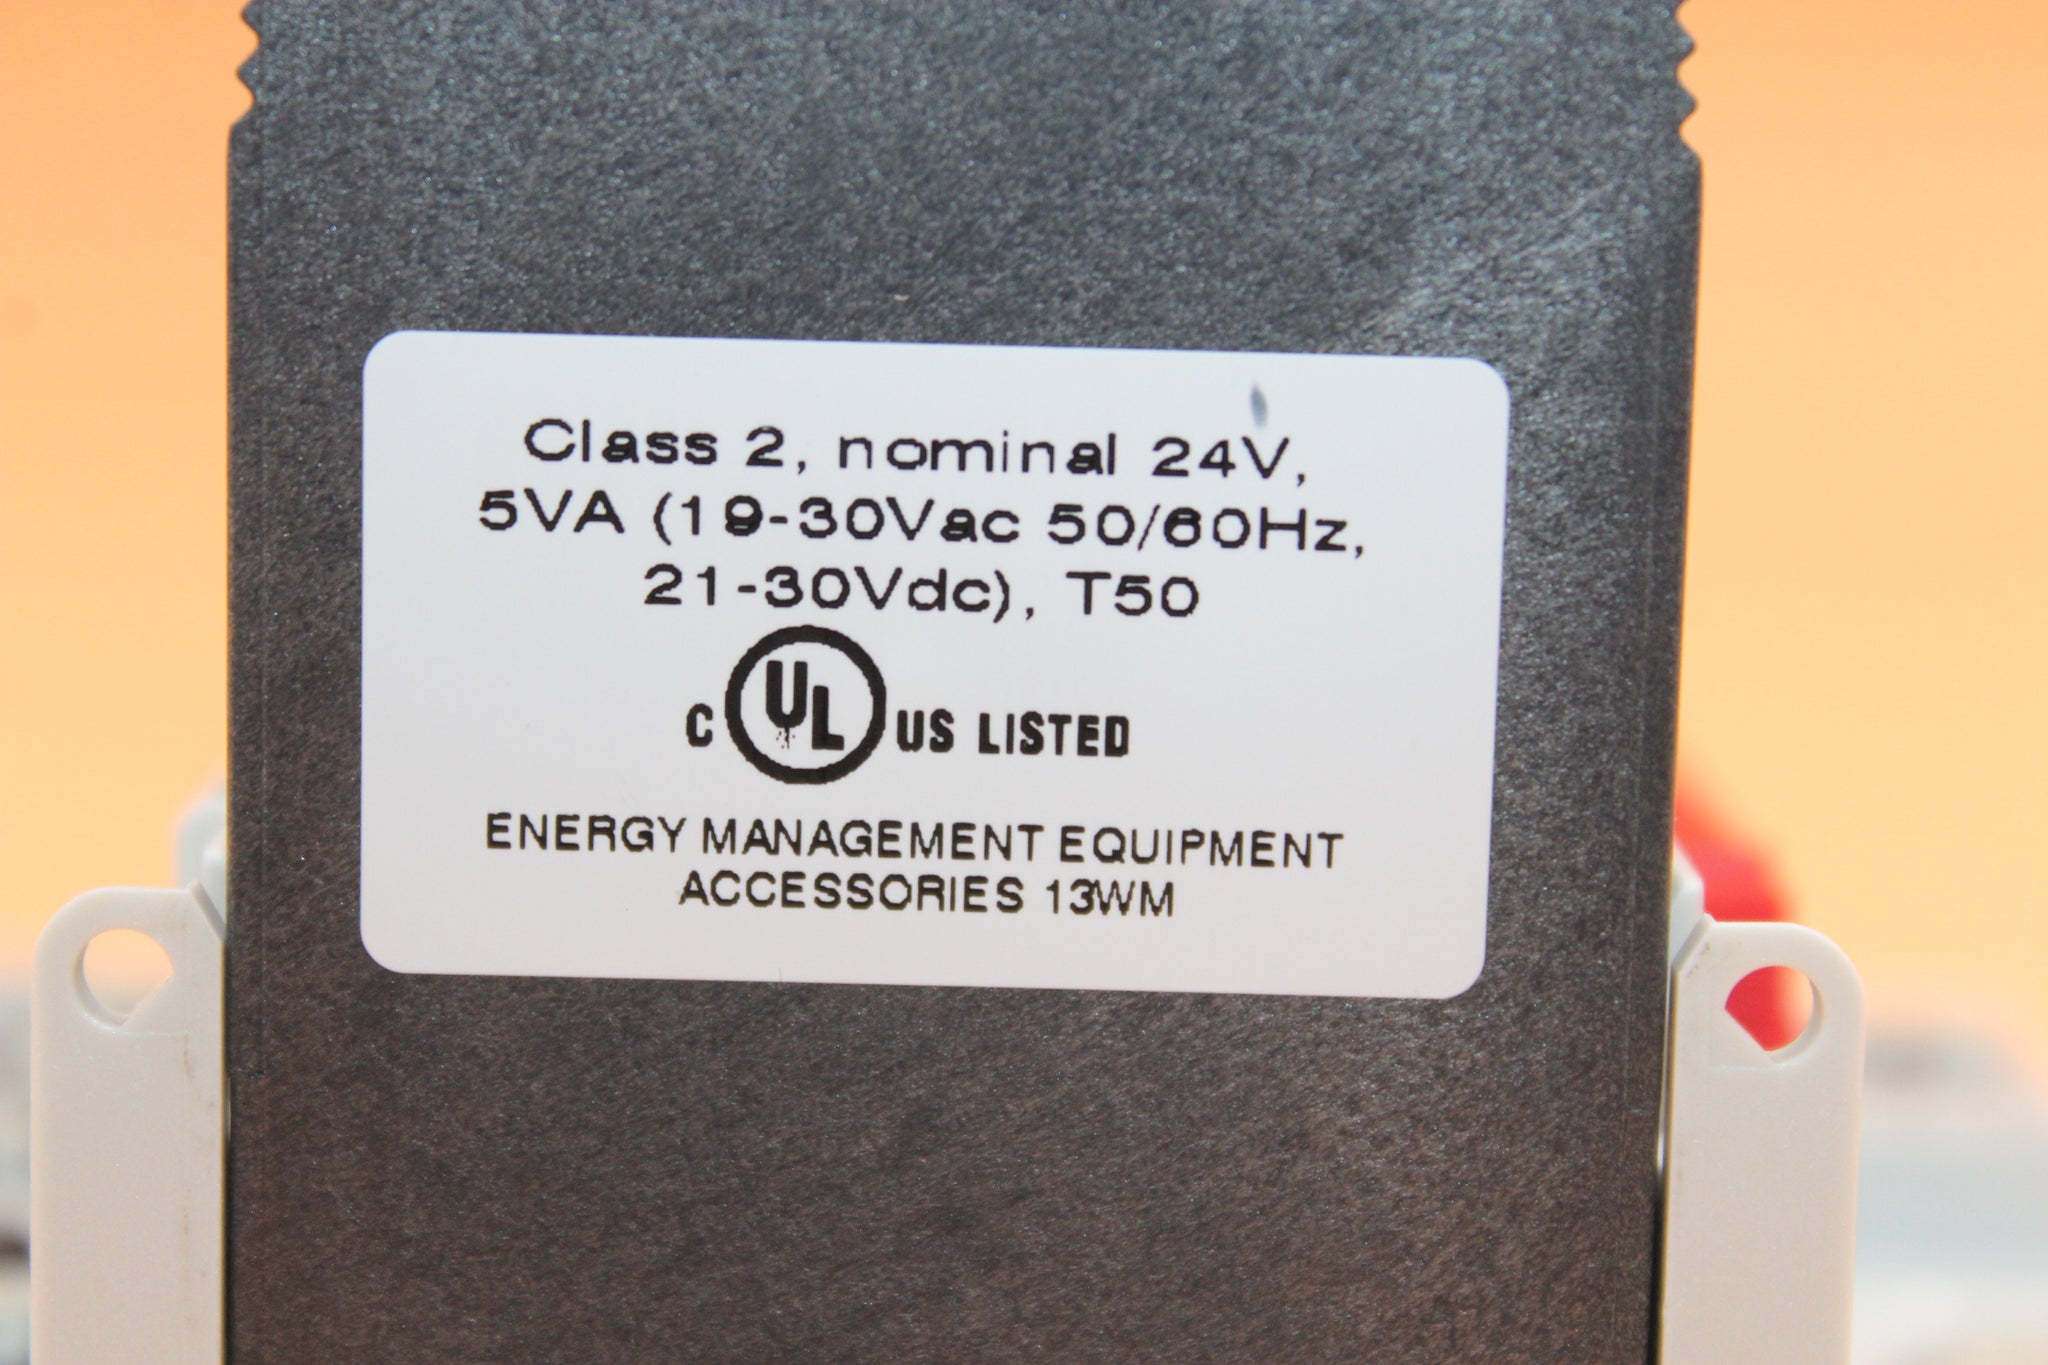 Class 2, nominal 24V,
5VA (19-30Vac 50/60Hz,
21-30Vdc), T50
C UL US LISTED
ENERGY MANAGEMENT EQUIPMENT
ACCESSORIES 13WM